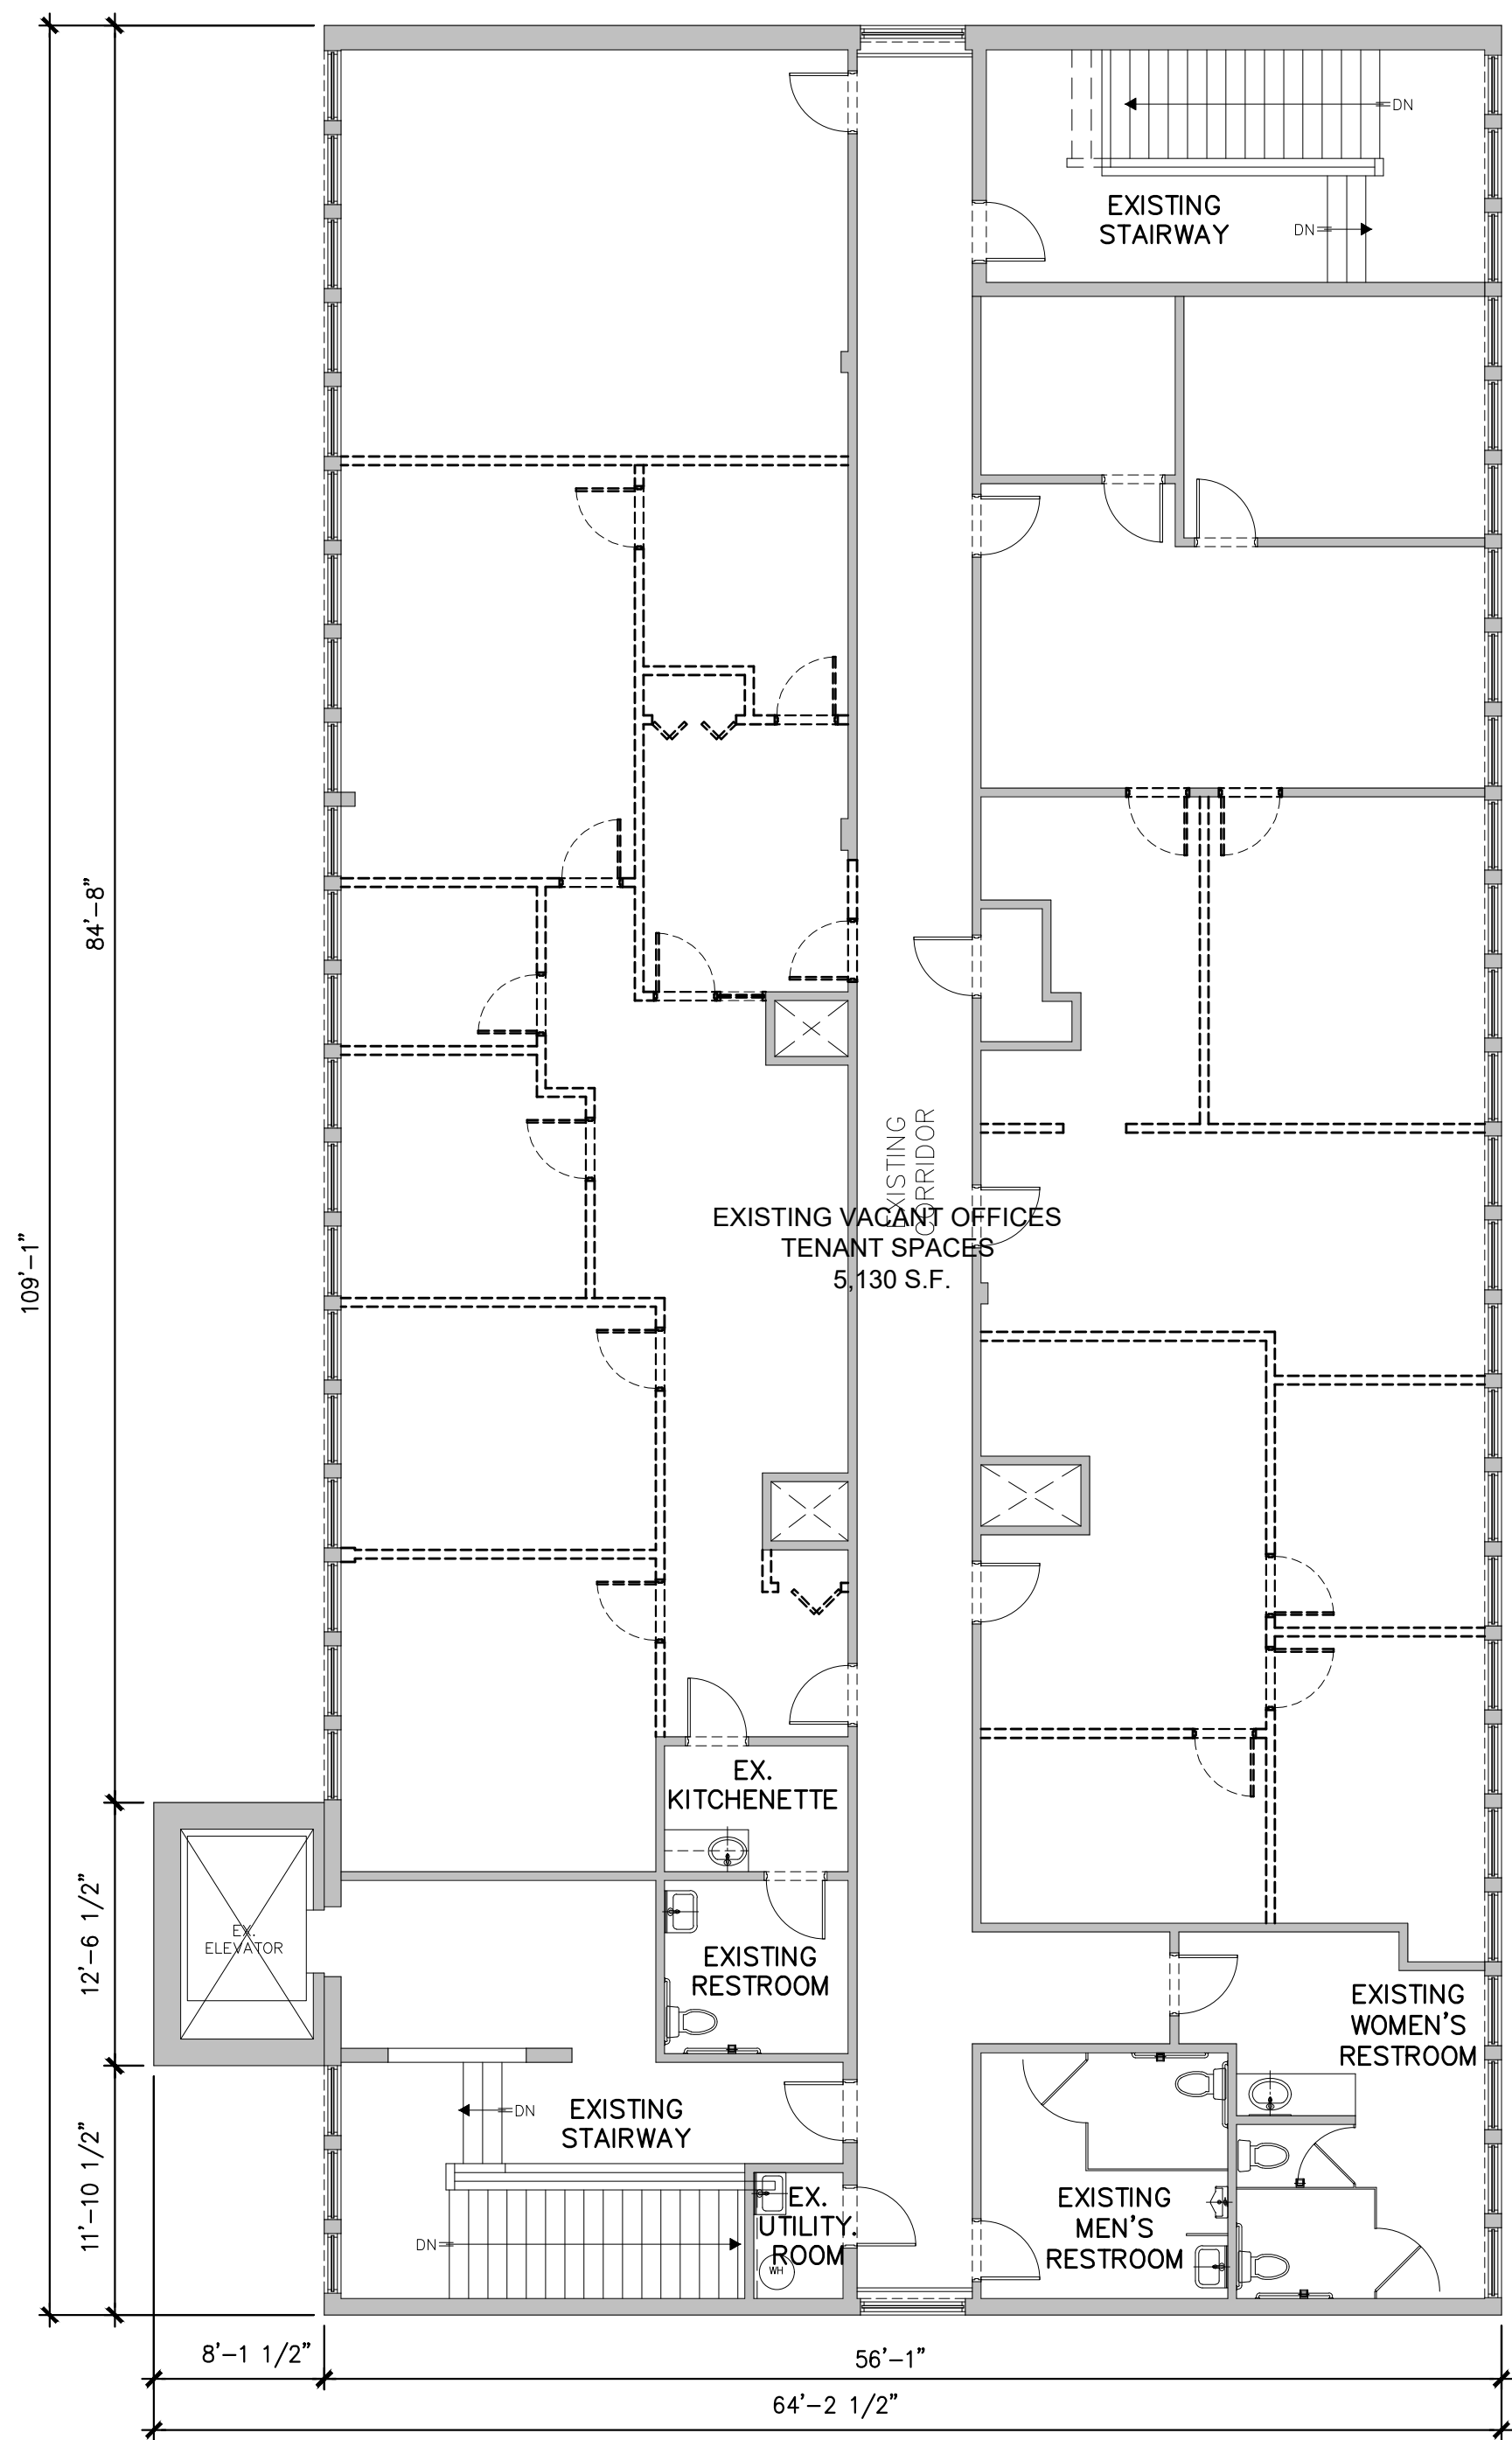 DN
EXISTING
STAIRWAY
DN
84'-8"
109'-1"
EXISTING
CORRIDOR
EXISTING VACANT OFFICES
TENANT SPACES
5,130 S.F.
EX.
KITCHENETTE
12'-6 1/2"
EX.
ELEVATOR
EXISTING
RESTROOM
EXISTING
WOMEN'S
RESTROOM
11'-10 1/2"
DN
EXISTING
STAIRWAY
DN
EX.
UTILITY.
ROOM
WH
EXISTING
MEN'S
RESTROOM
8'-1 1/2"
56'-1"
64'-2 1/2"